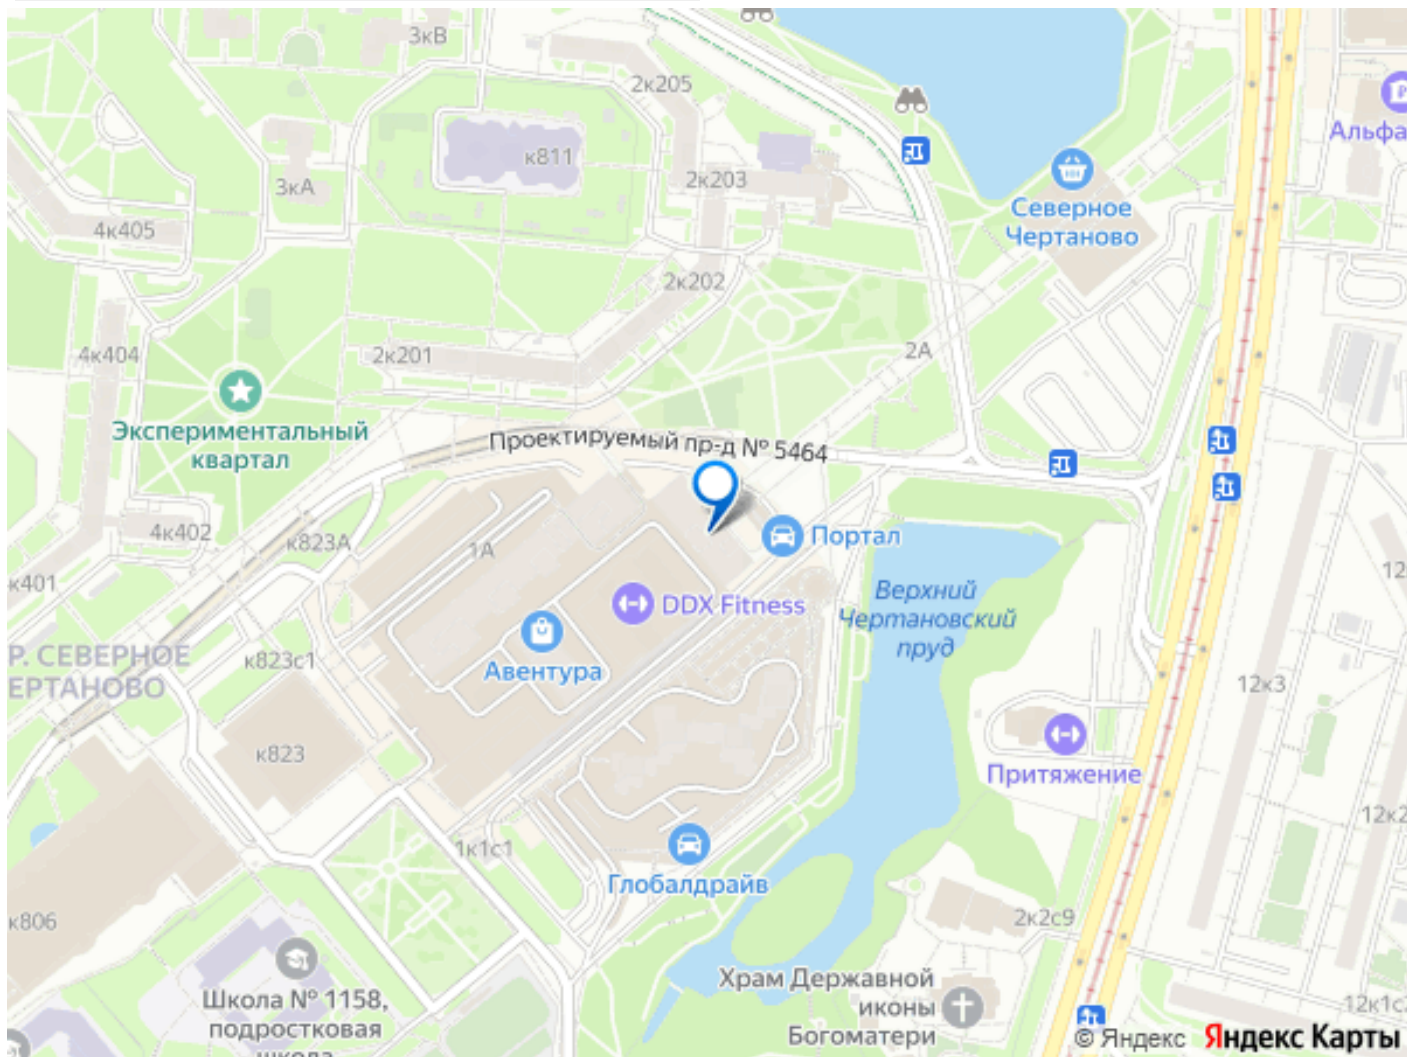 3кВ
2к205
Альфа
к811
3кА
2к203
Северное
Чертаново
4к405
2к202
2А
4к404
2к201
Экспериментальный
квартал
Проектируемый пр-д № 5464
4к402
к823А
1А
Портал
к401
12
DDX Fitness
Верхний
Чертановский
пруд
Р. СЕВЕРНОЕ
ЕРТАНОВО
к823с1
Авентура
12к3
к823
Притяжение
12к2
1к1с1
Глобалдрайв
к806
2к2с9
Школа № 1158,
подростковая
школа
Храм Державной
иконы
Богоматери
12к1с
© Яндекс Яндекс Карты